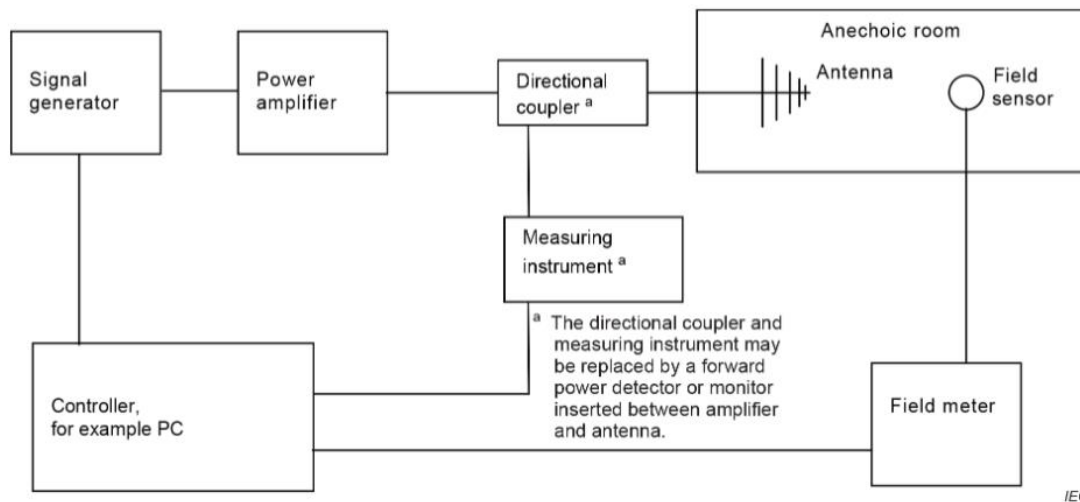 Anechoic room
Signal
generator
Power
amplifier
Directional
coupler a
Antenna
Field
sensor
Measuring
instrument a
a The directional coupler and
measuring instrument may
be replaced by a forward
power detector or monitor
inserted between amplifier
and antenna.
Controller,
for example PC
Field meter